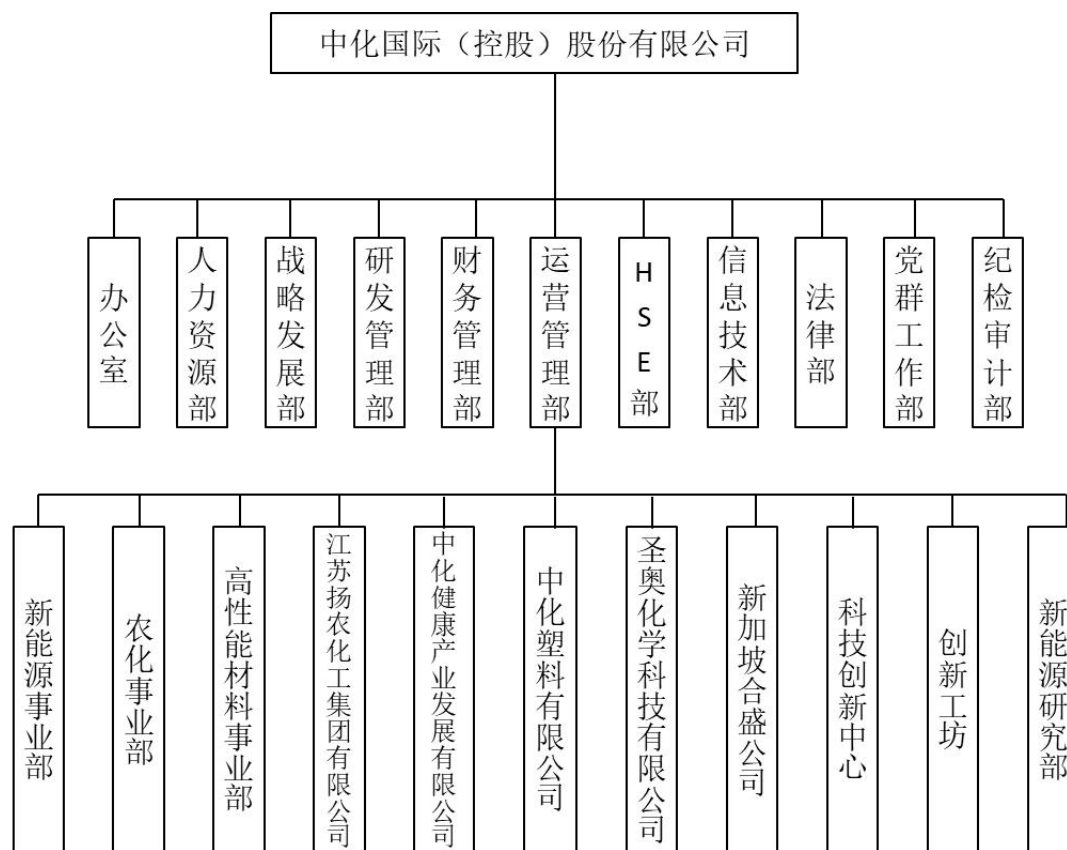 中化国际（控股）股份有限公司
办公室
人力资源部
战略发展部
研发管理部
财务管理部
运营管理部
HSE部
信息技术部
法律部
党群工作部
纪检审计部
新能源事业部
农化事业部
高性能材料事业部
江苏扬农化工集团有限公司
中化健康产业发展有限公司
中化塑料有限公司
圣奥化学科技有限公司
新加坡合盛公司
科技创新中心
创新工坊
新能源研究部